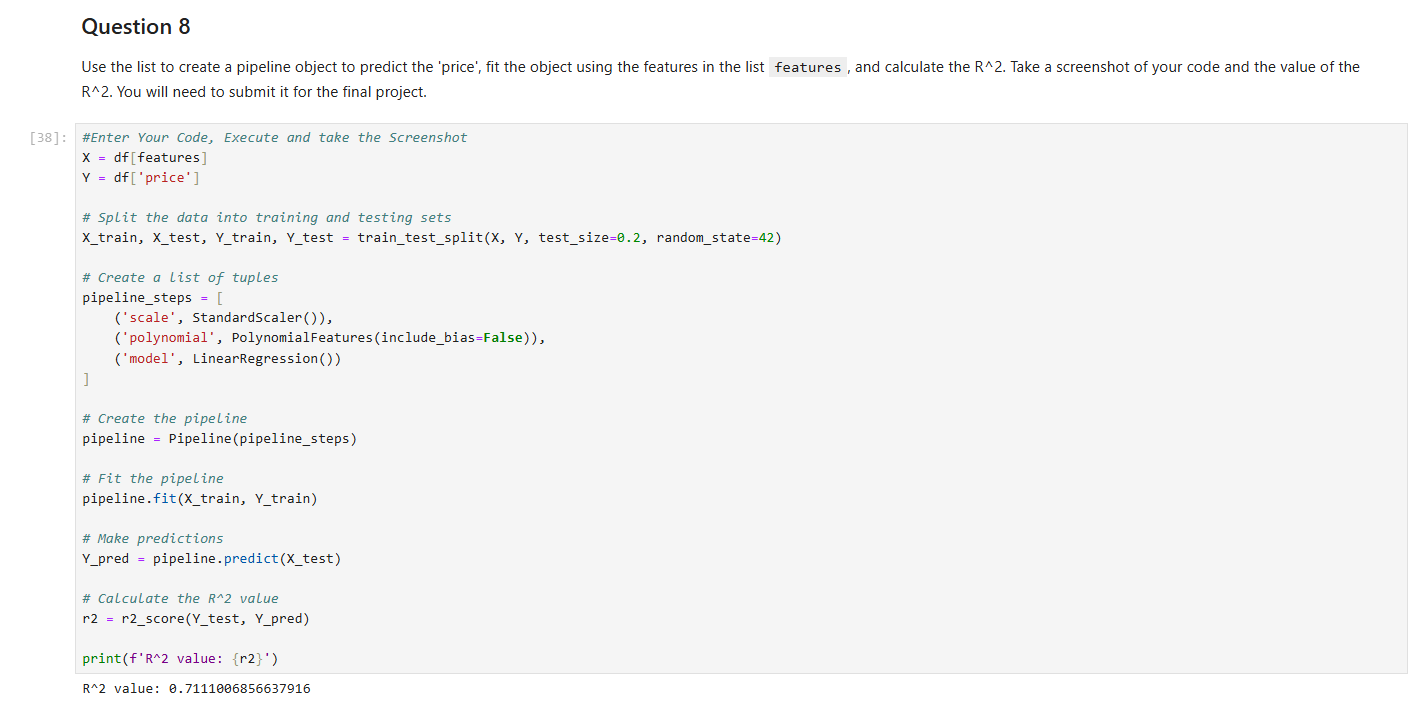 Question 8
Use the list to create a pipeline object to predict the 'price', fit the object using the features in the list features , and calculate the R^2. Take a screenshot of your code and the value of the
R^2. You will need to submit it for the final project.
[38]:
#Enter Your Code, Execute and take the Screenshot
X = df[features]
Y = df['price']

# Split the data into training and testing sets
X_train, X_test, Y_train, Y_test = train_test_split(X, Y, test_size=0.2, random_state=42)

# Create a list of tuples
pipeline_steps = [
    ('scale', StandardScaler()),
    ('polynomial', PolynomialFeatures(include_bias=False)),
    ('model', LinearRegression())
]

# Create the pipeline
pipeline = Pipeline(pipeline_steps)

# Fit the pipeline
pipeline.fit(X_train, Y_train)

# Make predictions
Y_pred = pipeline.predict(X_test)

# Calculate the R^2 value
r2 = r2_score(Y_test, Y_pred)

print(f'R^2 value: {r2}')
R^2 value: 0.7111006856637916